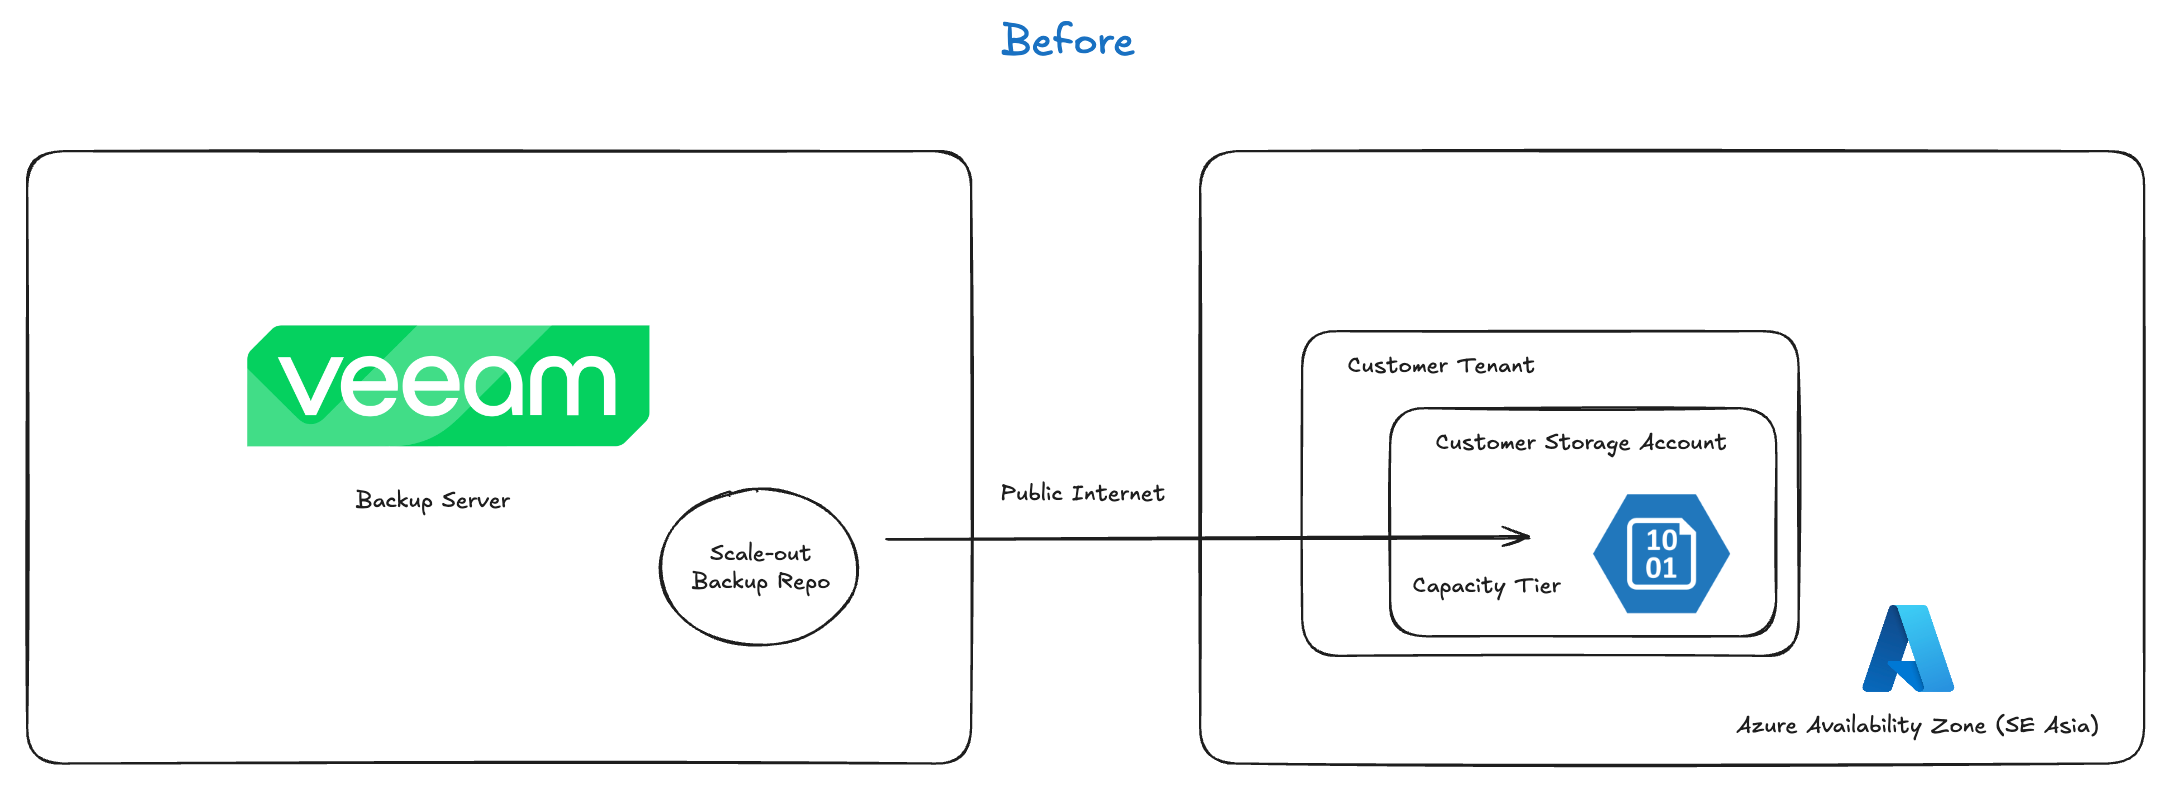 Before
veeam
Backup Server
Scale-out
Backup Repo
Public Internet
Customer Tenant
Customer Storage Account
Capacity Tier
10
01
Azure Availability Zone (SE Asia)